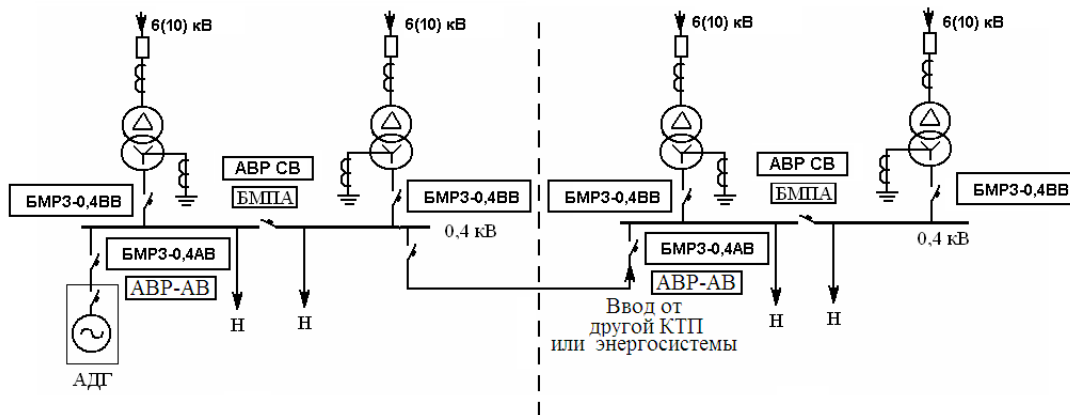 6(10) кВ
6(10) кВ
6(10) кВ
6(10) кВ
АВР СВ
БМПА
БМРЗ-0,4ВВ
БМРЗ-0,4ВВ
0,4 кВ
БМРЗ-0,4АВ
АВР-АВ
Н
Н
АДГ
АВР СВ
БМПА
БМРЗ-0,4ВВ
БМРЗ-0,4ВВ
0,4 кВ
БМРЗ-0,4АВ
АВР-АВ
Ввод от
другой КТП
или энергосистемы
Н
Н